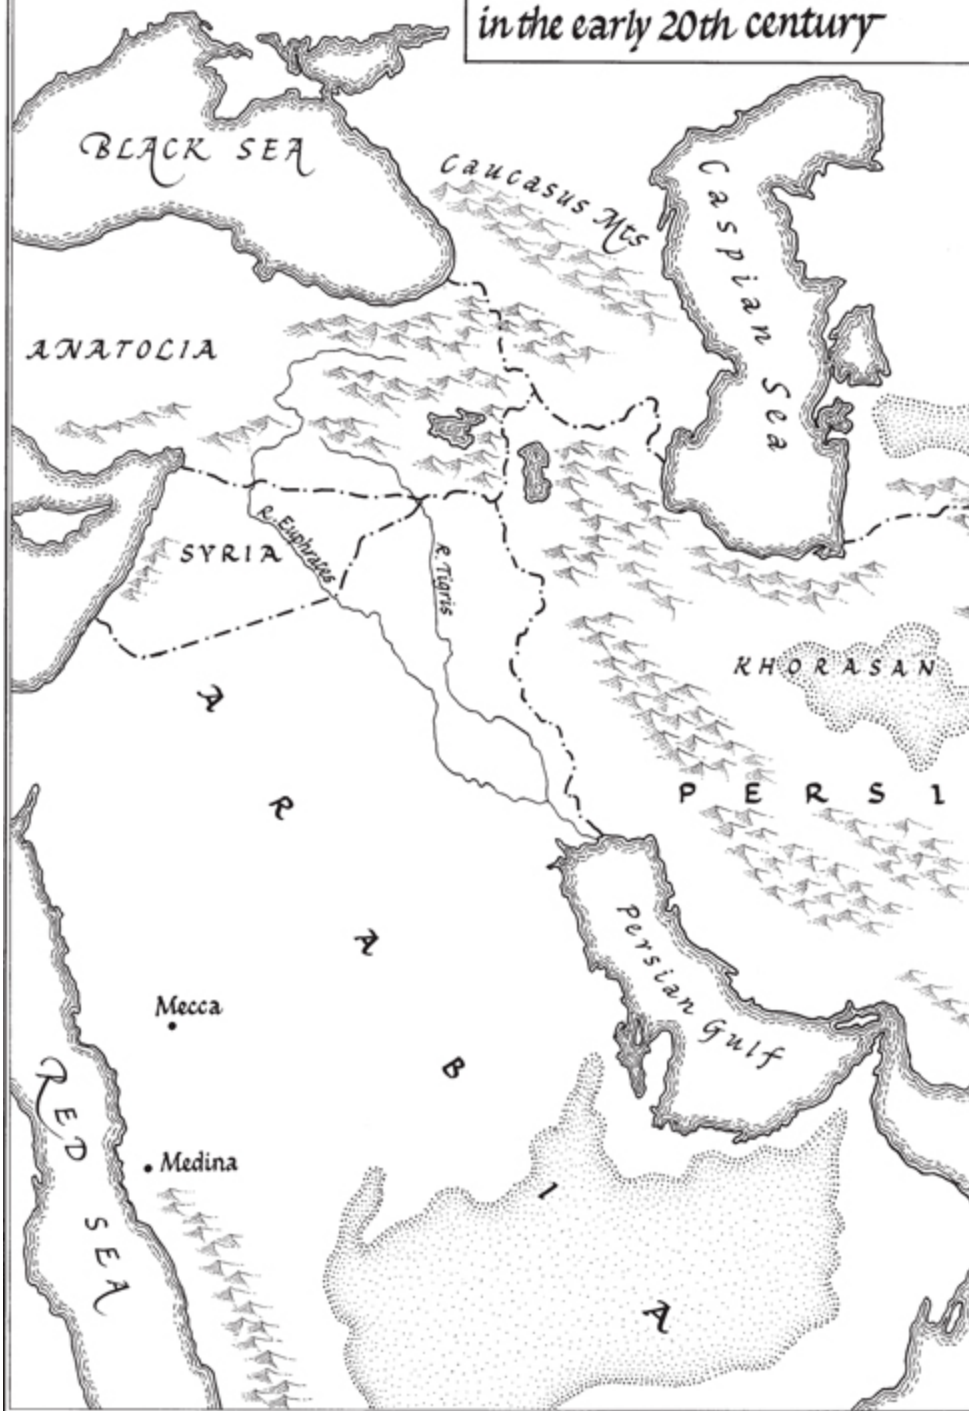 in the early 20th century
BLACK SEA
Caucasus Mts
Caspian Sea
ANATOLIA
SYRIA
R. Euphrates
R. Tigris
KHORASAN
PERSI
ARABIA
Persian Gulf
Mecca
RED SEA
Medina